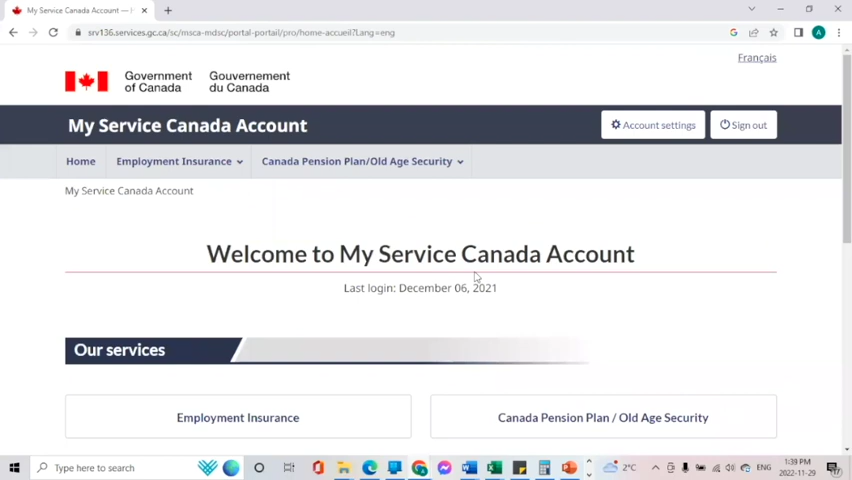 My Service Canada Account -
srv136.services.gc.ca/sc/msca-mdsc/portal-portail/pro/home-accueil?Lang=eng
A
Français
Government of Canada
Gouvernement du Canada
My Service Canada Account
Account settings
Sign out
Home
Employment Insurance
Canada Pension Plan/Old Age Security
My Service Canada Account
Welcome to My Service Canada Account
Last login: December 06, 2021
Our services
Employment Insurance
Canada Pension Plan / Old Age Security
Type here to search
2°C
ENG
1:39 PM
2022-11-29